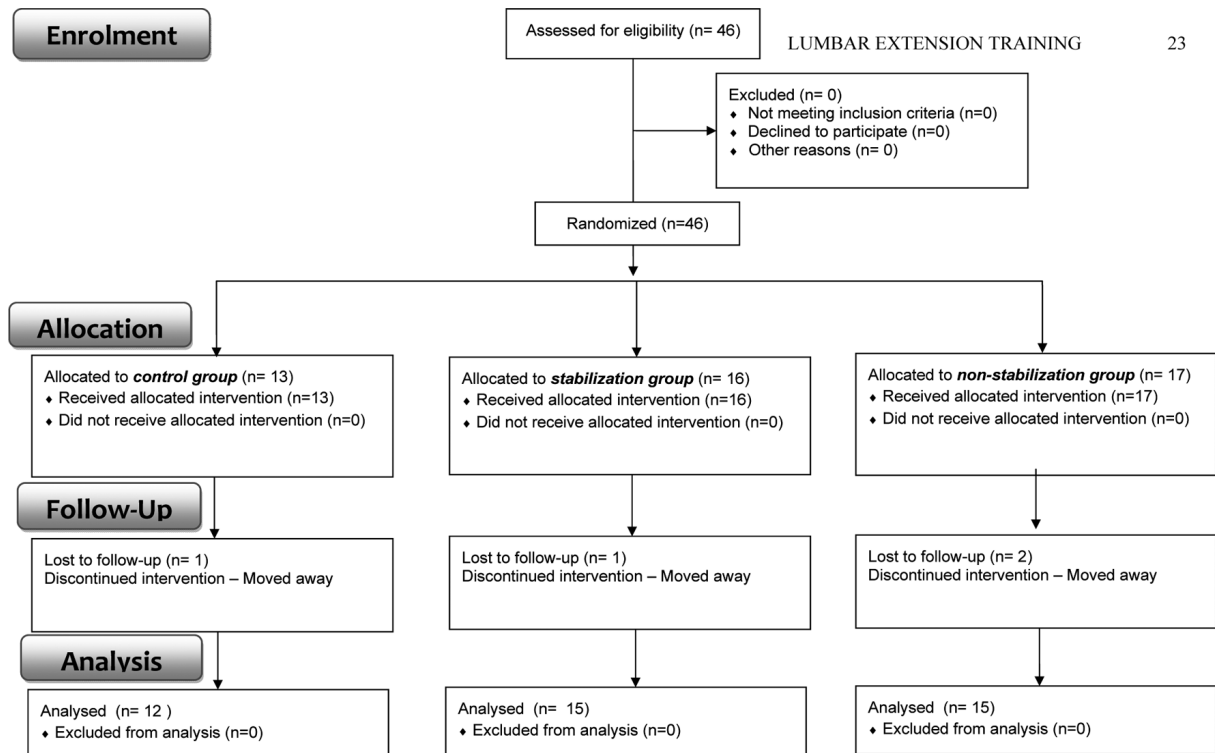 Enrolment
Assessed for eligibility (n= 46)
LUMBAR EXTENSION TRAINING 23
Excluded (n= 0)
♦ Not meeting inclusion criteria (n=0)
♦ Declined to participate (n=0)
♦ Other reasons (n= 0)
Randomized (n=46)
Allocation
Allocated to control group (n= 13)
♦ Received allocated intervention (n=13)
♦ Did not receive allocated intervention (n=0)
Allocated to stabilization group (n= 16)
♦ Received allocated intervention (n=16)
♦ Did not receive allocated intervention (n=0)
Allocated to non-stabilization group (n= 17)
♦ Received allocated intervention (n=17)
♦ Did not receive allocated intervention (n=0)
Follow-Up
Lost to follow-up (n= 1)
Discontinued intervention – Moved away
Lost to follow-up (n= 1)
Discontinued intervention – Moved away
Lost to follow-up (n= 2)
Discontinued intervention – Moved away
Analysis
Analysed (n= 12 )
♦ Excluded from analysis (n=0)
Analysed (n= 15)
♦ Excluded from analysis (n=0)
Analysed (n= 15)
♦ Excluded from analysis (n=0)